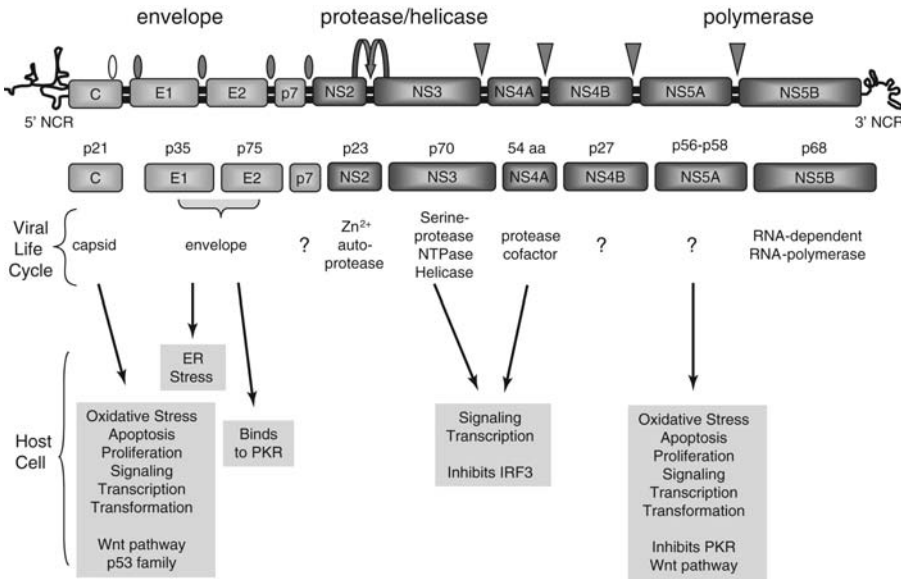 envelope protease/helicase polymerase
C E1 E2 p7 NS2 NS3 NS4A NS4B NS5A NS5B
5' NCR 3' NCR
p21 p35 p75 p23 p70 54 aa p27 p56-p58 p68
C E1 E2 p7 NS2 NS3 NS4A NS4B NS5A NS5B
Viral
Life
Cycle
capsid
envelope
?
Zn2+
auto-
protease
Serine-
protease
NTPase
Helicase
protease
cofactor
?
?
RNA-dependent
RNA-polymerase
Host
Cell
Oxidative Stress
Apoptosis
Proliferation
Signaling
Transcription
Transformation
Wnt pathway
p53 family
ER
Stress
Binds
to PKR
Signaling
Transcription
Inhibits IRF3
Oxidative Stress
Apoptosis
Proliferation
Signaling
Transcription
Transformation
Inhibits PKR
Wnt pathway